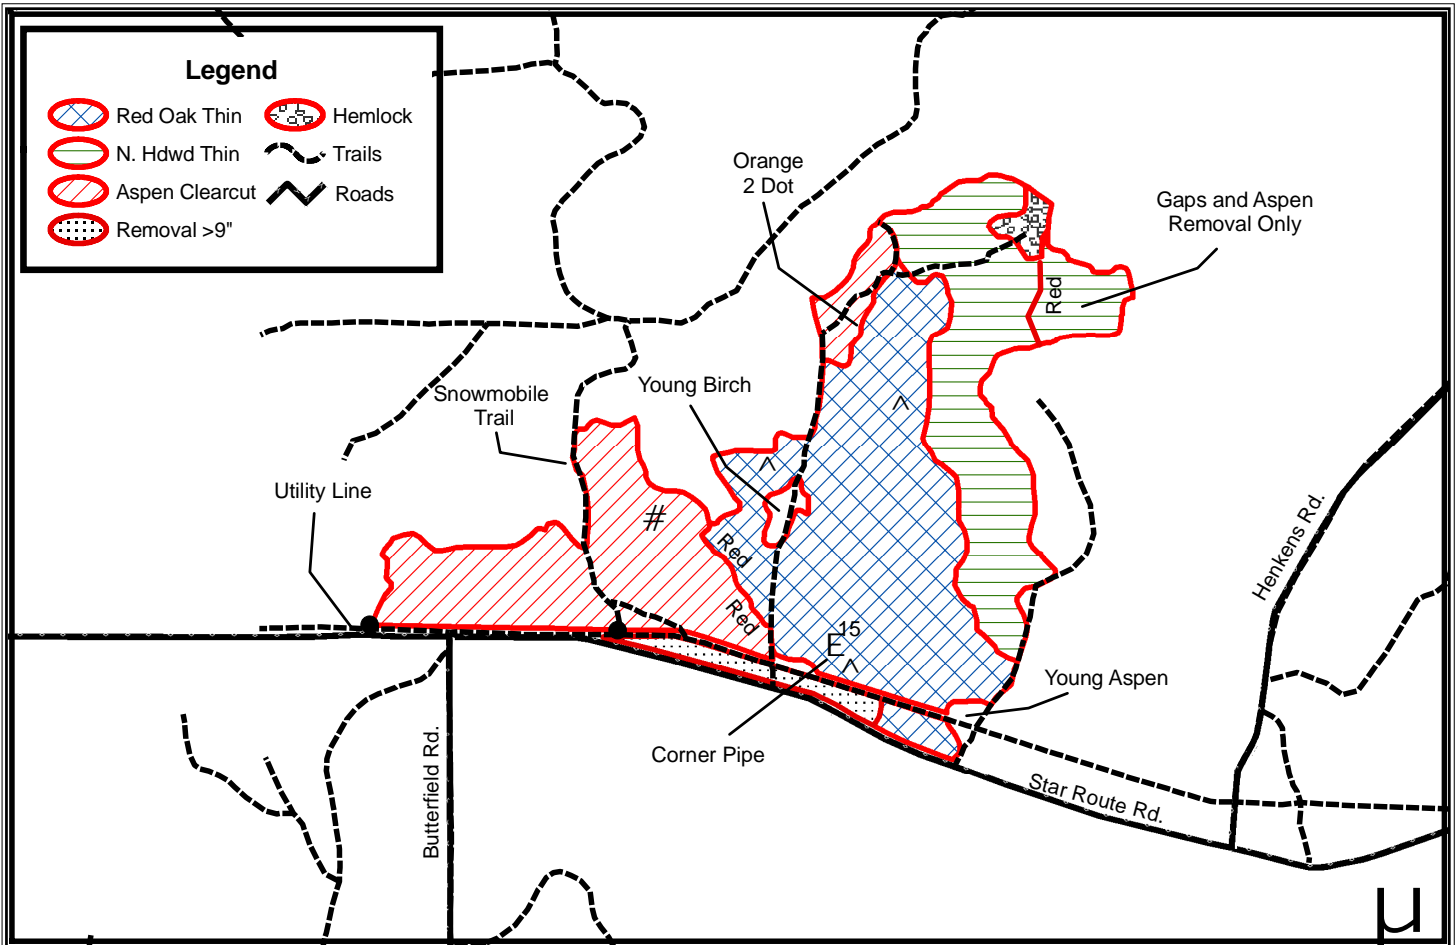 Legend
Red Oak Thin
Hemlock
N. Hdwd Thin
Trails
Aspen Clearcut
Roads
Removal >9"
Orange
2 Dot
Gaps and Aspen
Removal Only
Red
Young Birch
Snowmobile
Trail
Utility Line
#
^
^
Red
Red
Henkens Rd.
E15
^
Young Aspen
Corner Pipe
Butterfield Rd.
Star Route Rd.
µ